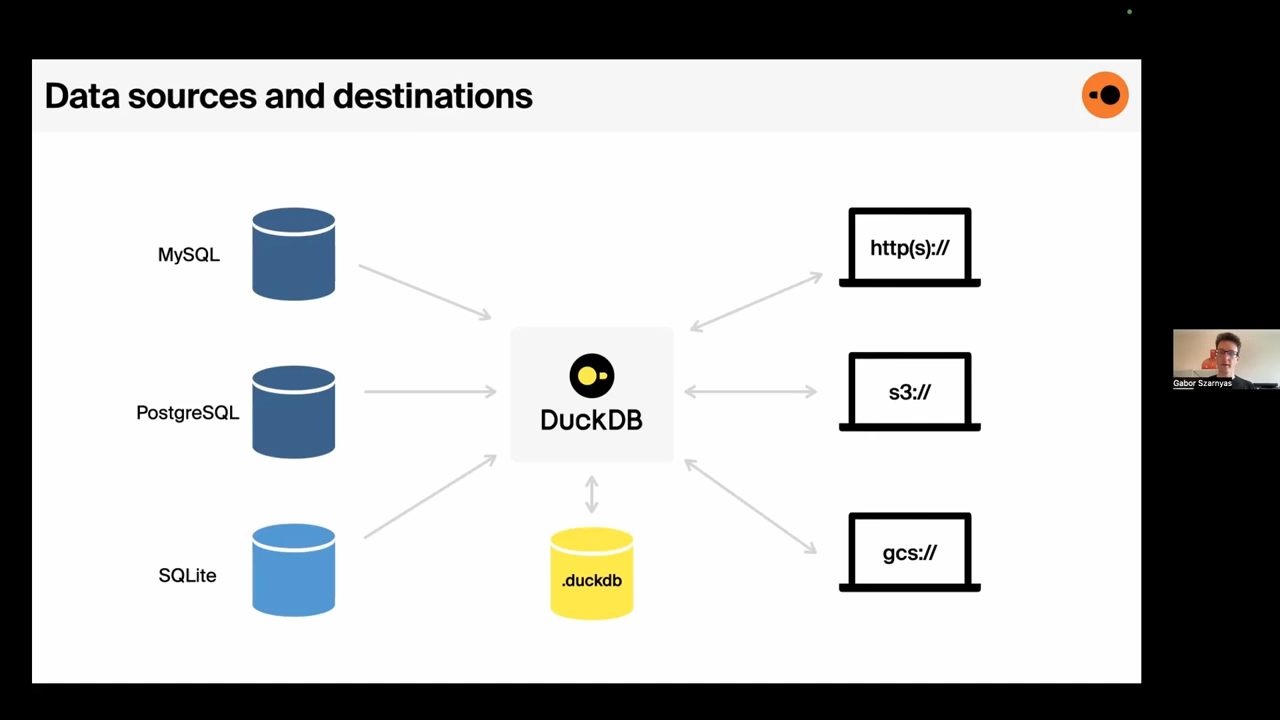 Data sources and destinations
MySQL
http(s)://
PostgreSQL
DuckDB
s3://
SQLite
.duckdb
gcs://
Gabor Szarnyas